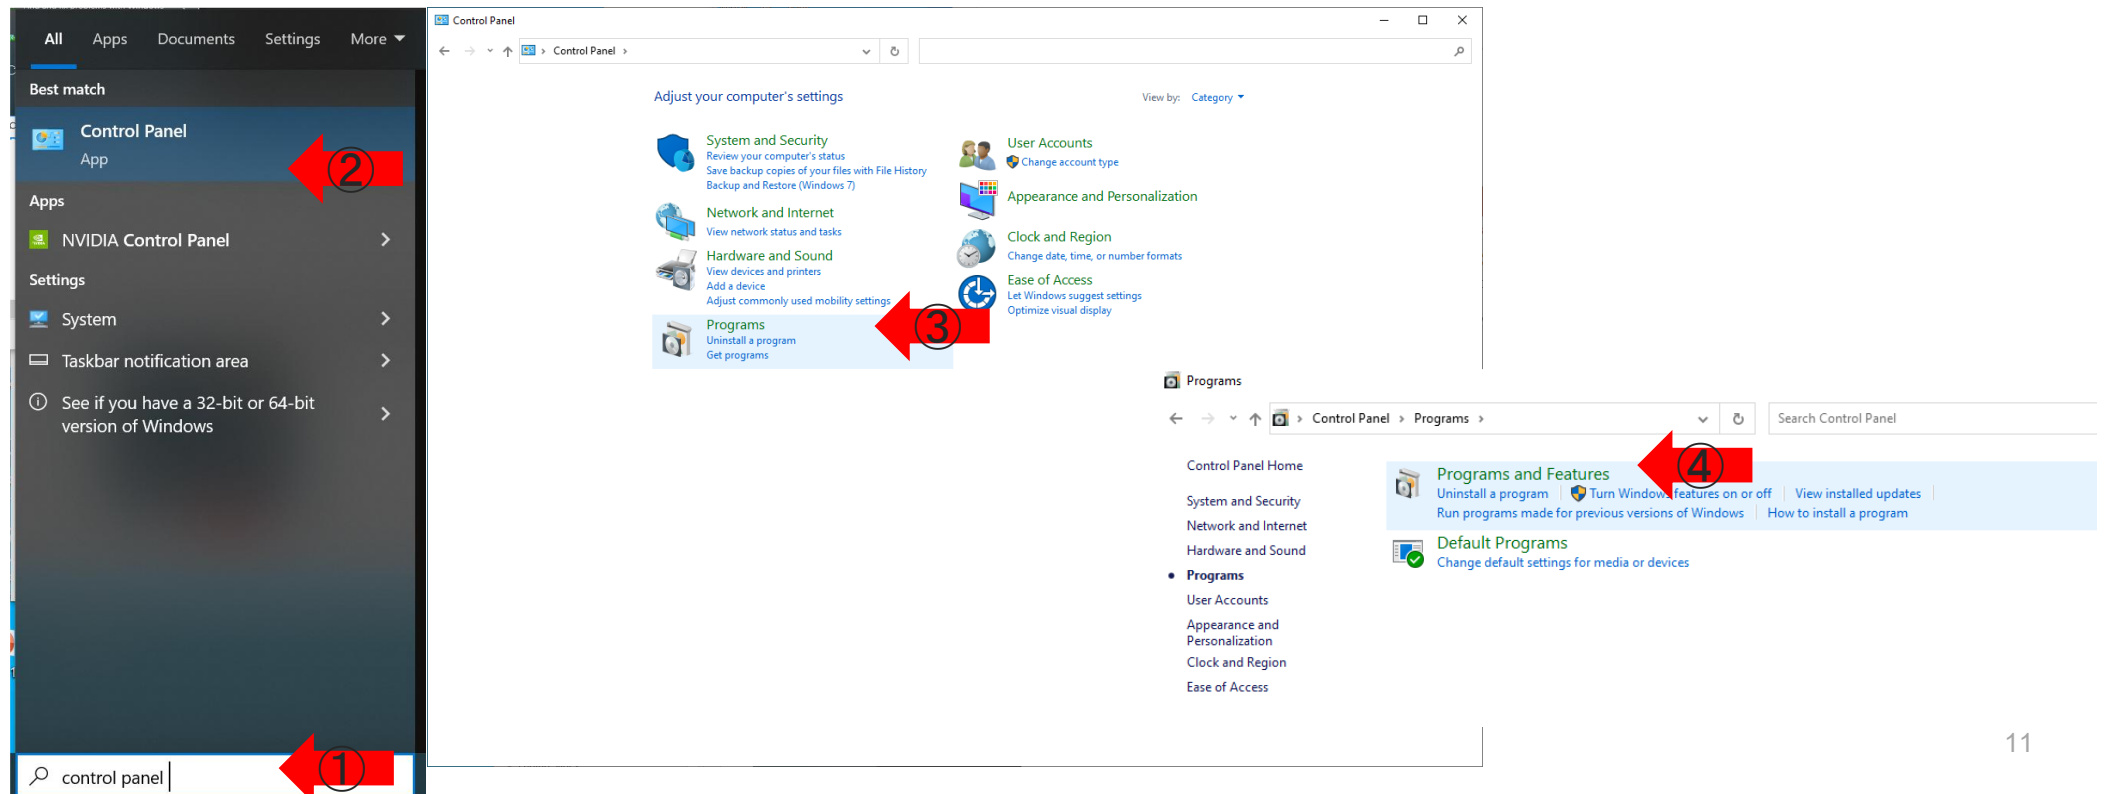 All Apps Documents Settings More
Best match
Control Panel
App
②
Apps
NVIDIA Control Panel
Settings
System
Taskbar notification area
See if you have a 32-bit or 64-bit
version of Windows
control panel
①
Control Panel
Control Panel
Adjust your computer's settings
View by: Category
System and Security
Review your computer's status
Save backup copies of your files with File History
Backup and Restore (Windows 7)
Network and Internet
View network status and tasks
Hardware and Sound
View devices and printers
Add a device
Adjust commonly used mobility settings
Programs
Uninstall a program
Get programs
③
User Accounts
Change account type
Appearance and Personalization
Clock and Region
Change date, time, or number formats
Ease of Access
Let Windows suggest settings
Optimize visual display
Programs
Control Panel › Programs ›
Search Control Panel
Control Panel Home
System and Security
Network and Internet
Hardware and Sound
Programs
User Accounts
Appearance and
Personalization
Clock and Region
Ease of Access
Programs and Features
④
Uninstall a program Turn Windows features on or off View installed updates
Run programs made for previous versions of Windows How to install a program
Default Programs
Change default settings for media or devices
11